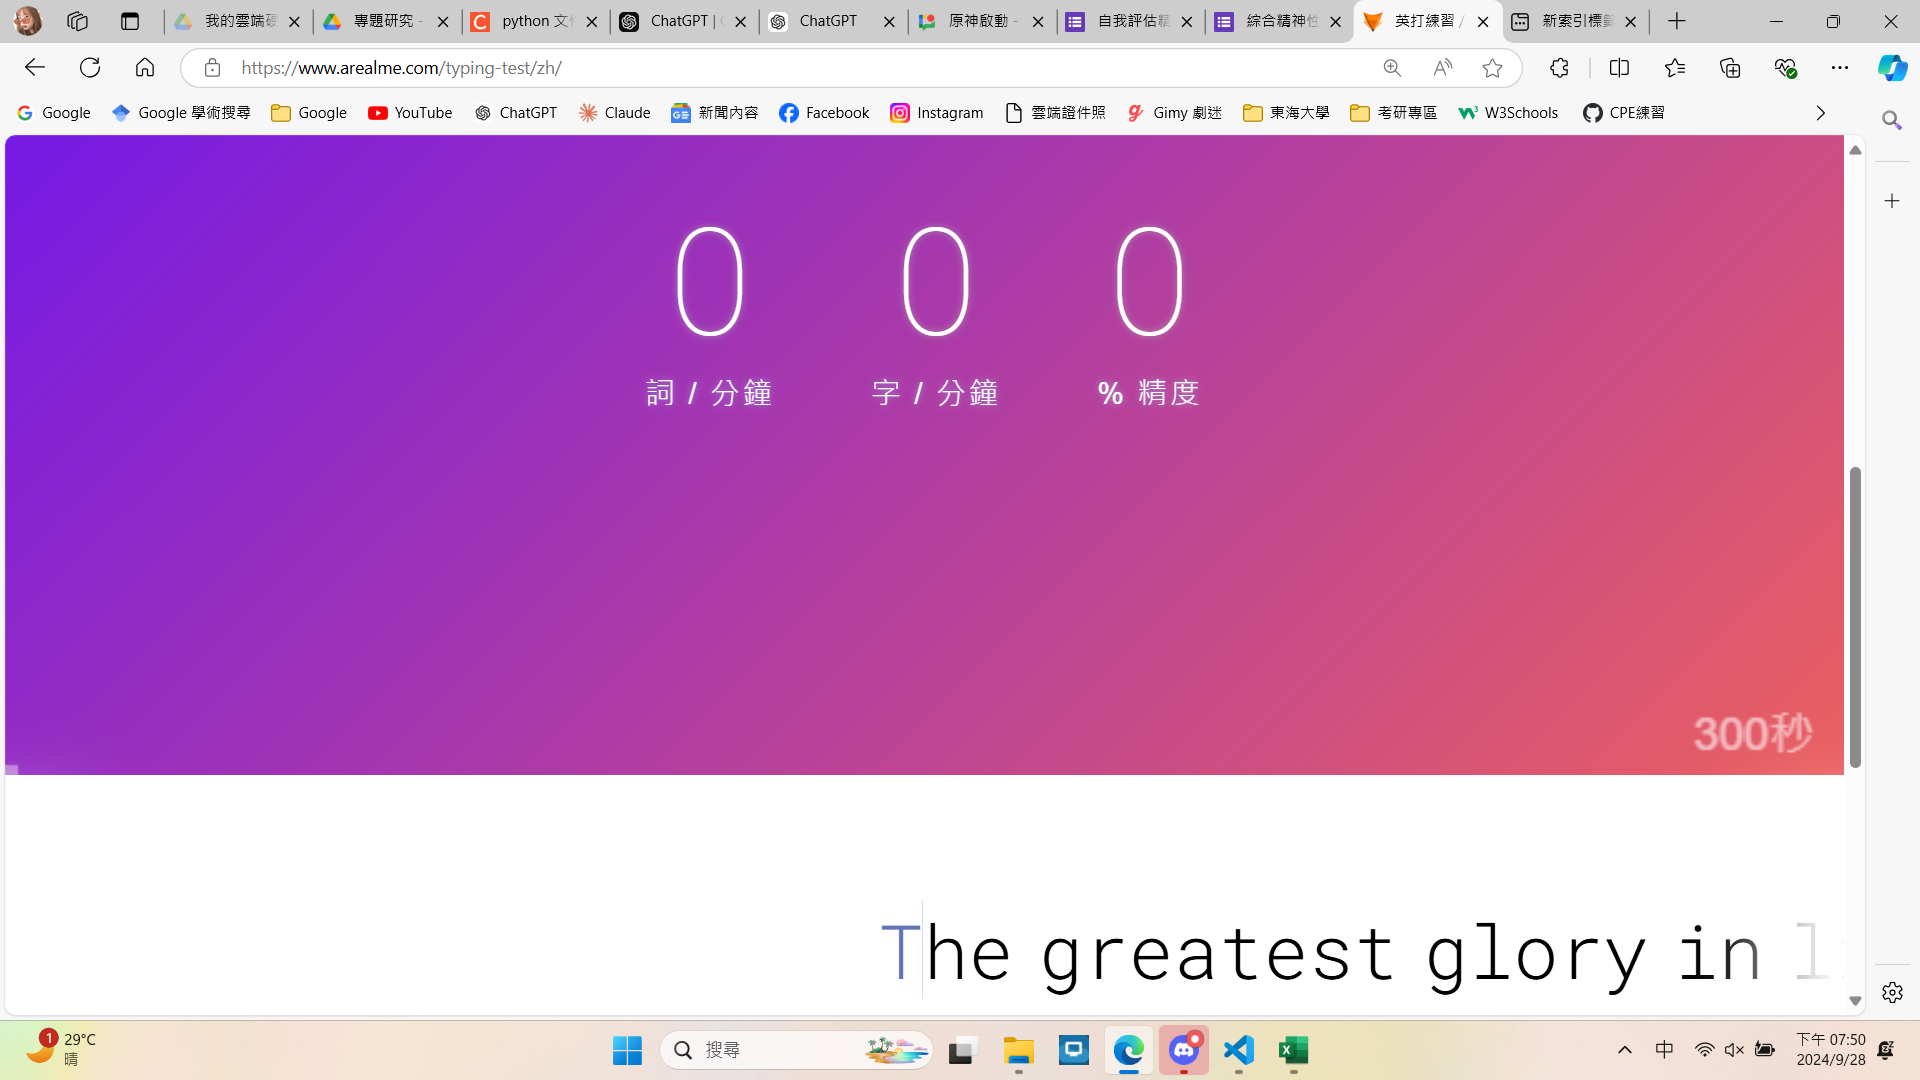 我的雲端硬
專題研究 -
python 文件
ChatGPT |
ChatGPT
原神啟動 -
自我評估精
綜合精神性
英打練習 /
新索引標籤
https://www.arealme.com/typing-test/zh/
Google
Google 學術搜尋
Google
YouTube
ChatGPT
Claude
新聞內容
Facebook
Instagram
雲端證件照
Gimy 劇迷
東海大學
考研專區
W3Schools
CPE練習
0 0 0
詞 / 分鐘 字 / 分鐘 % 精度
300秒
The greatest glory in
1
29°C
晴
搜尋
中
下午 07:50
2024/9/28